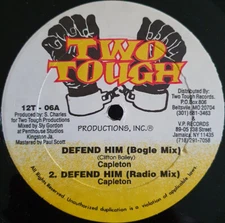 TWO
TOUGH
PRODUCTIONS, INC.®
12T - 06A
Produced by: S. Charles
for Two Tough Productions
Mixed by Sly Gordon
at Penthouse Studios
Kingston Ja.
Mastered by Paul Scott
Distributed By:
Two Tough Records,
P.O. Box 806
Beltsville MD 20704
(301) 681-3462
V.P. RECORDS
89-05 138 Street
Jamaica NY 11435
(718) 291-7058
DEFEND HIM (Bogle Mix)
(Clifton Bailey)
Capleton
2. DEFEND HIM (Radio Mix)
Capleton
All Rights Reserved.
Unauthorized duplication is a violation of applicable laws.